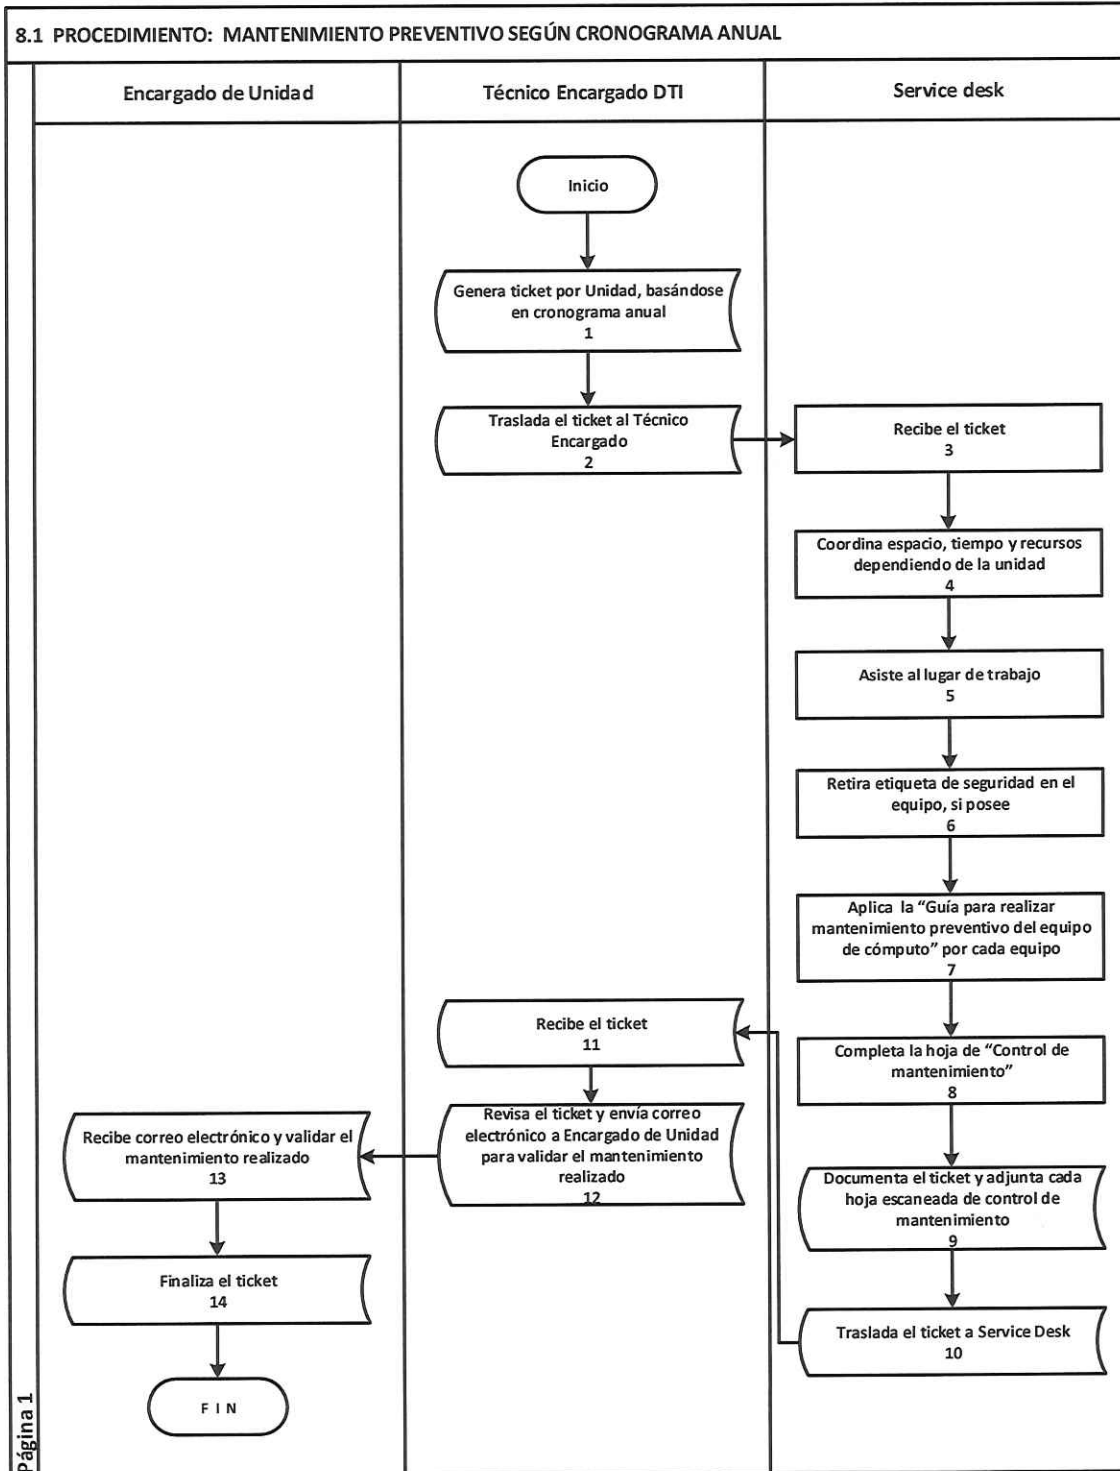 8.1 PROCEDIMIENTO: MANTENIMIENTO PREVENTIVO SEGÚN CRONOGRAMA ANUAL
Encargado de Unidad
Técnico Encargado DTI
Service desk
Inicio
Genera ticket por Unidad, basándose
en cronograma anual
1
Traslada el ticket al Técnico
Encargado
2
Recibe el ticket
3
Coordina espacio, tiempo y recursos
dependiendo de la unidad
4
Asiste al lugar de trabajo
5
Retira etiqueta de seguridad en el
equipo, si posee
6
Aplica la “Guía para realizar
mantenimiento preventivo del equipo
de cómputo” por cada equipo
7
Completa la hoja de “Control de
mantenimiento”
8
Documenta el ticket y adjunta cada
hoja escaneada de control de
mantenimiento
9
Traslada el ticket a Service Desk
10
Recibe el ticket
11
Revisa el ticket y envía correo
electrónico a Encargado de Unidad
para validar el mantenimiento
realizado
12
Recibe correo electrónico y validar el
mantenimiento realizado
13
Finaliza el ticket
14
F I N
Página 1